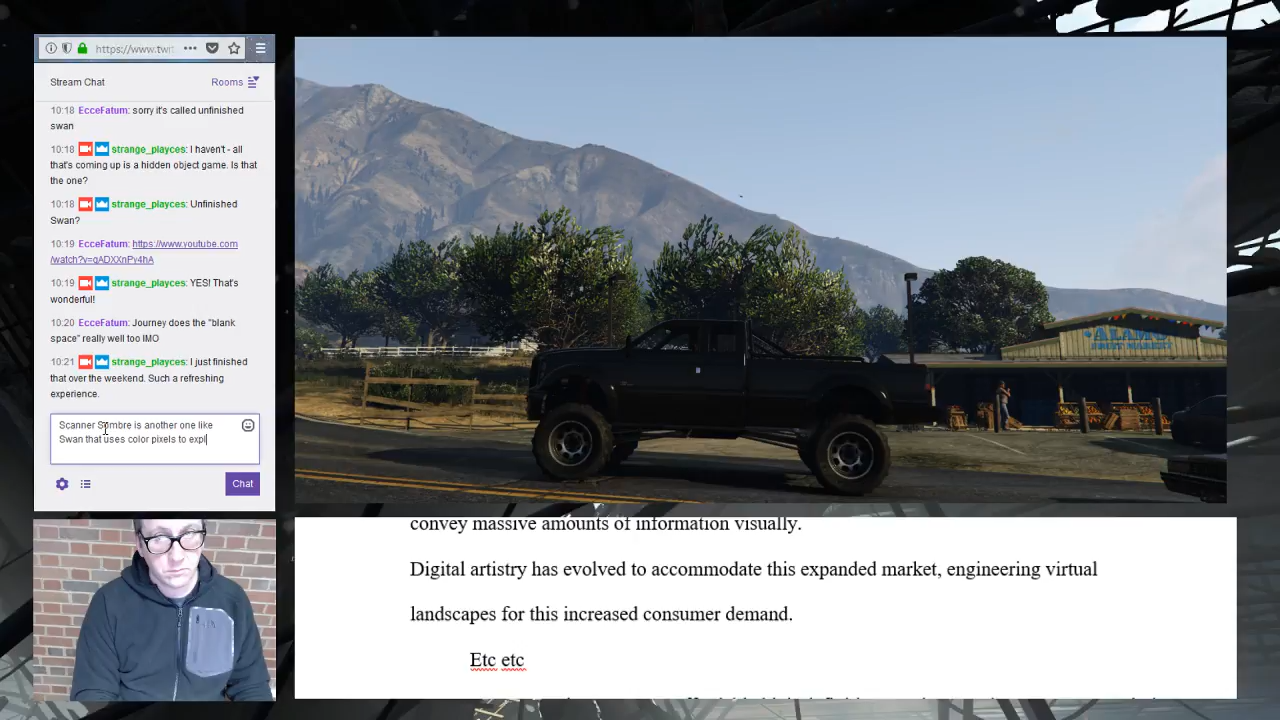 https://www.twi
Stream Chat
Rooms
10:18 EcceFatum: sorry it's called unfinished
swan
10:18 strange_playces: I haven't - all
that's coming up is a hidden object game. Is that
the one?
10:18 strange_playces: Unfinished
Swan?
10:19 EcceFatum: https://www.youtube.com
/watch?v=gADXXnPv4hA
10:19 strange_playces: YES! That's
wonderful!
10:20 EcceFatum: Journey does the "blank
space" really well too IMO
10:21 strange_playces: I just finished
that over the weekend. Such a refreshing
experience.
Scanner Sombre is another one like
Swan that uses color pixels to expl
Chat
convey massive amounts of information visually.
Digital artistry has evolved to accommodate this expanded market, engineering virtual
landscapes for this increased consumer demand.
Etc etc